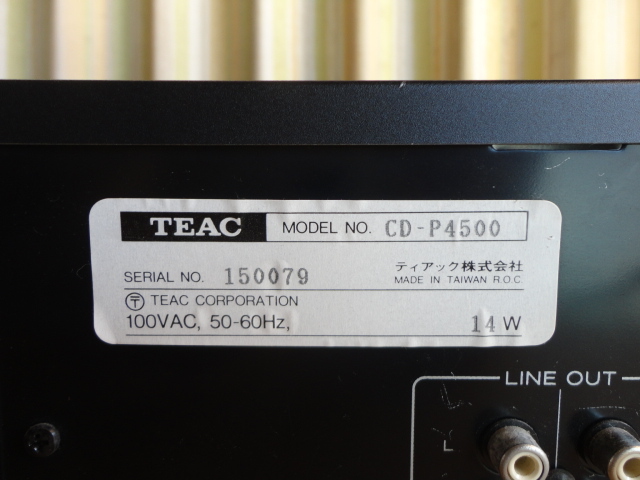 TEAC MODEL NO. CD-P4500
SERIAL NO. 150079 ティアック株式会社
MADE IN TAIWAN R.O.C.
〒 TEAC CORPORATION
100VAC, 50-60Hz, 14 W
LINE OUT
L